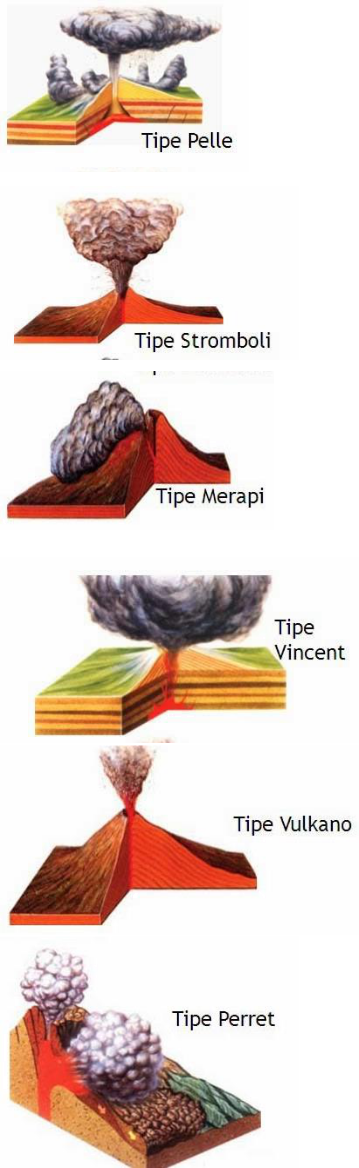 Tipe Pelle
Tipe Stromboli
Tipe Merapi
Tipe
Vincent
Tipe Vulkano
Tipe Perret